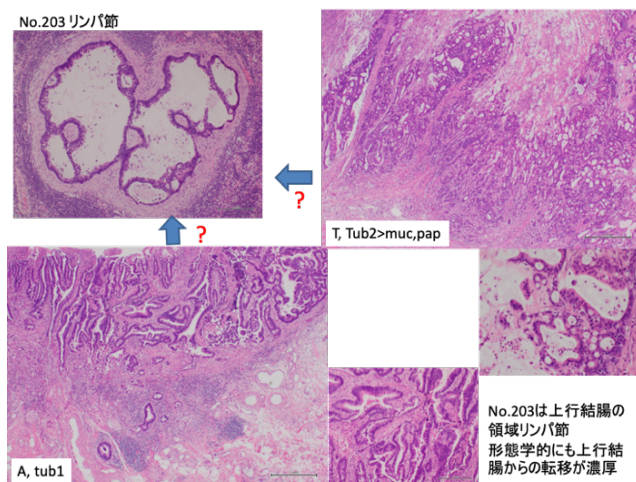 No.203 リンパ節
?
?
T, Tub2>muc,pap
A, tub1
No.203は上行結腸の
領域リンパ節
形態学的にも上行結
腸からの転移が濃厚